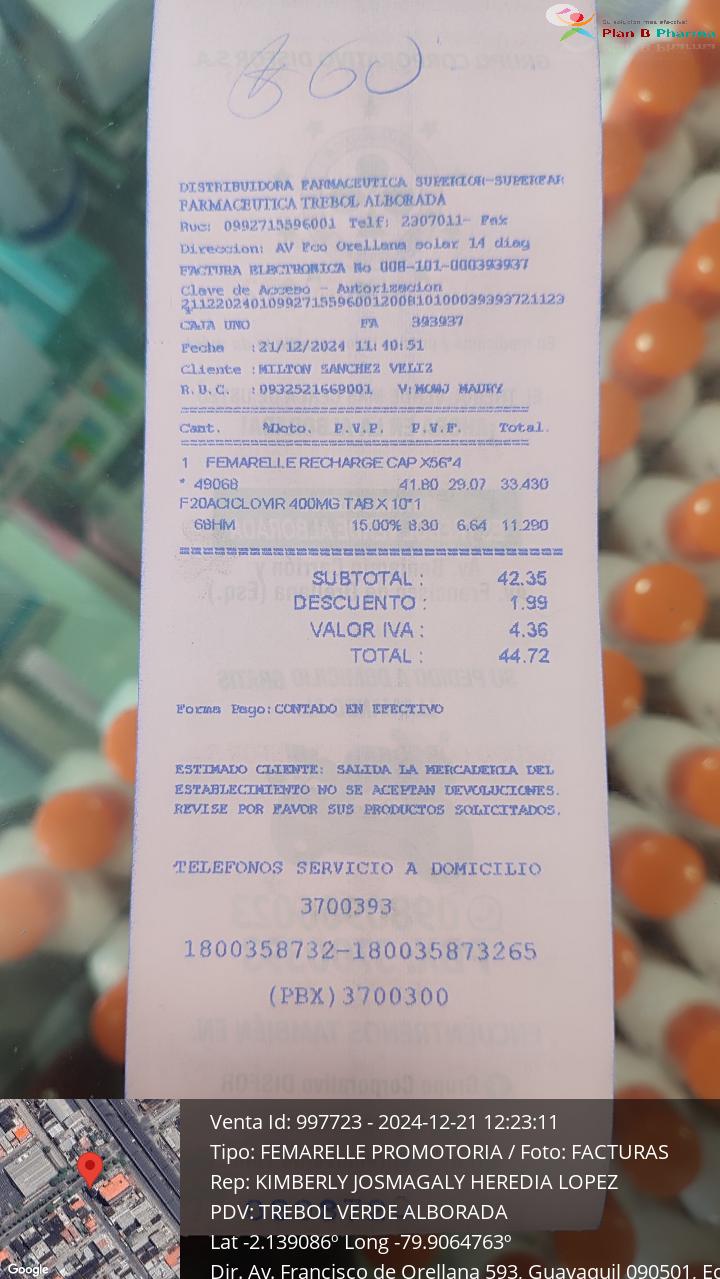 Su solución más efectiva!
Plan B Pharma
DISTRIBUIDORA FARMACEUTICA SUPERIOR-SUPERFAR
FARMACEUTICA TREBOL ALBORADA
Ruc: 0992715596001 Telf: 2307011- Fax
Direccion: AV Fco Orellana solar 14 diag
FACTURA ELECTRONICA No 008-101-000393937
Clave de Acceso - Autorizacion
21122024010992715596001200810100039393721123
CAJA UNO FA 393937
Fecha :21/12/2024 11:40:51
Cliente :MILTON SANCHEZ VELIZ
R.U.C. :0932521669001 V:MOMJ MAURY
Cant. %Dcto. P.V.P. P.V.F. Total.
1 FEMARELLE RECHARGE CAP X56*4
* 49068 41.80 29.07 33.430
F20ACICLOVIR 400MG TAB X 10*1
68HM 15.00% 8.30 6.64 11.290
SUBTOTAL : 42.35
DESCUENTO : 1.99
VALOR IVA : 4.36
TOTAL : 44.72
Forma Pago:CONTADO EN EFECTIVO
ESTIMADO CLIENTE: SALIDA LA MERCADERIA DEL
ESTABLECIMIENTO NO SE ACEPTAN DEVOLUCIONES.
REVISE POR FAVOR SUS PRODUCTOS SOLICITADOS.
TELEFONOS SERVICIO A DOMICILIO
3700393
1800358732-180035873265
(PBX)3700300
Venta Id: 997723 - 2024-12-21 12:23:11
Tipo: FEMARELLE PROMOTORIA / Foto: FACTURAS
Rep: KIMBERLY JOSMAGALY HEREDIA LOPEZ
PDV: TREBOL VERDE ALBORADA
Lat -2.139086º Long -79.9064763º
Dir. Av. Francisco de Orellana 593, Guayaquil 090501, Ec
Google